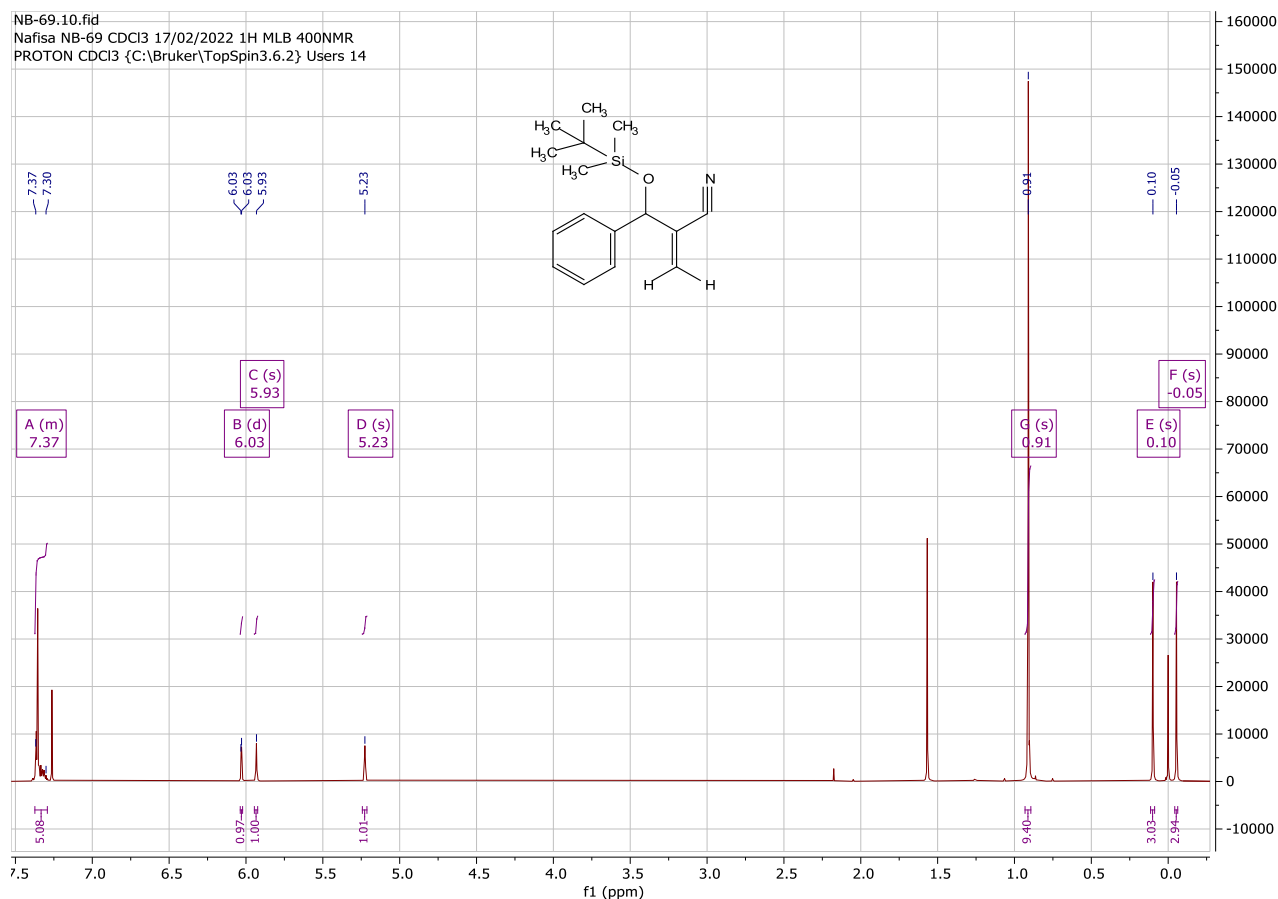 NB-69.10.fid
Nafisa NB-69 CDCl3 17/02/2022 1H MLB 400NMR
PROTON CDCl3 {C:\Bruker\TopSpin3.6.2} Users 14
CH3
H3C
CH3
H3C
Si
H3C
O
N
H
H
7.37
7.30
6.03
6.03
5.93
5.23
0.91
0.10
-0.05
C (s)
5.93
F (s)
-0.05
A (m)
7.37
B (d)
6.03
D (s)
5.23
G (s)
0.91
E (s)
0.10
5.08
0.97
1.00
1.01
9.40
3.03
2.94
160000
150000
140000
130000
120000
110000
100000
90000
80000
70000
60000
50000
40000
30000
20000
10000
0
-10000
7.5 7.0 6.5 6.0 5.5 5.0 4.5 4.0 3.5 3.0 2.5 2.0 1.5 1.0 0.5 0.0
f1 (ppm)